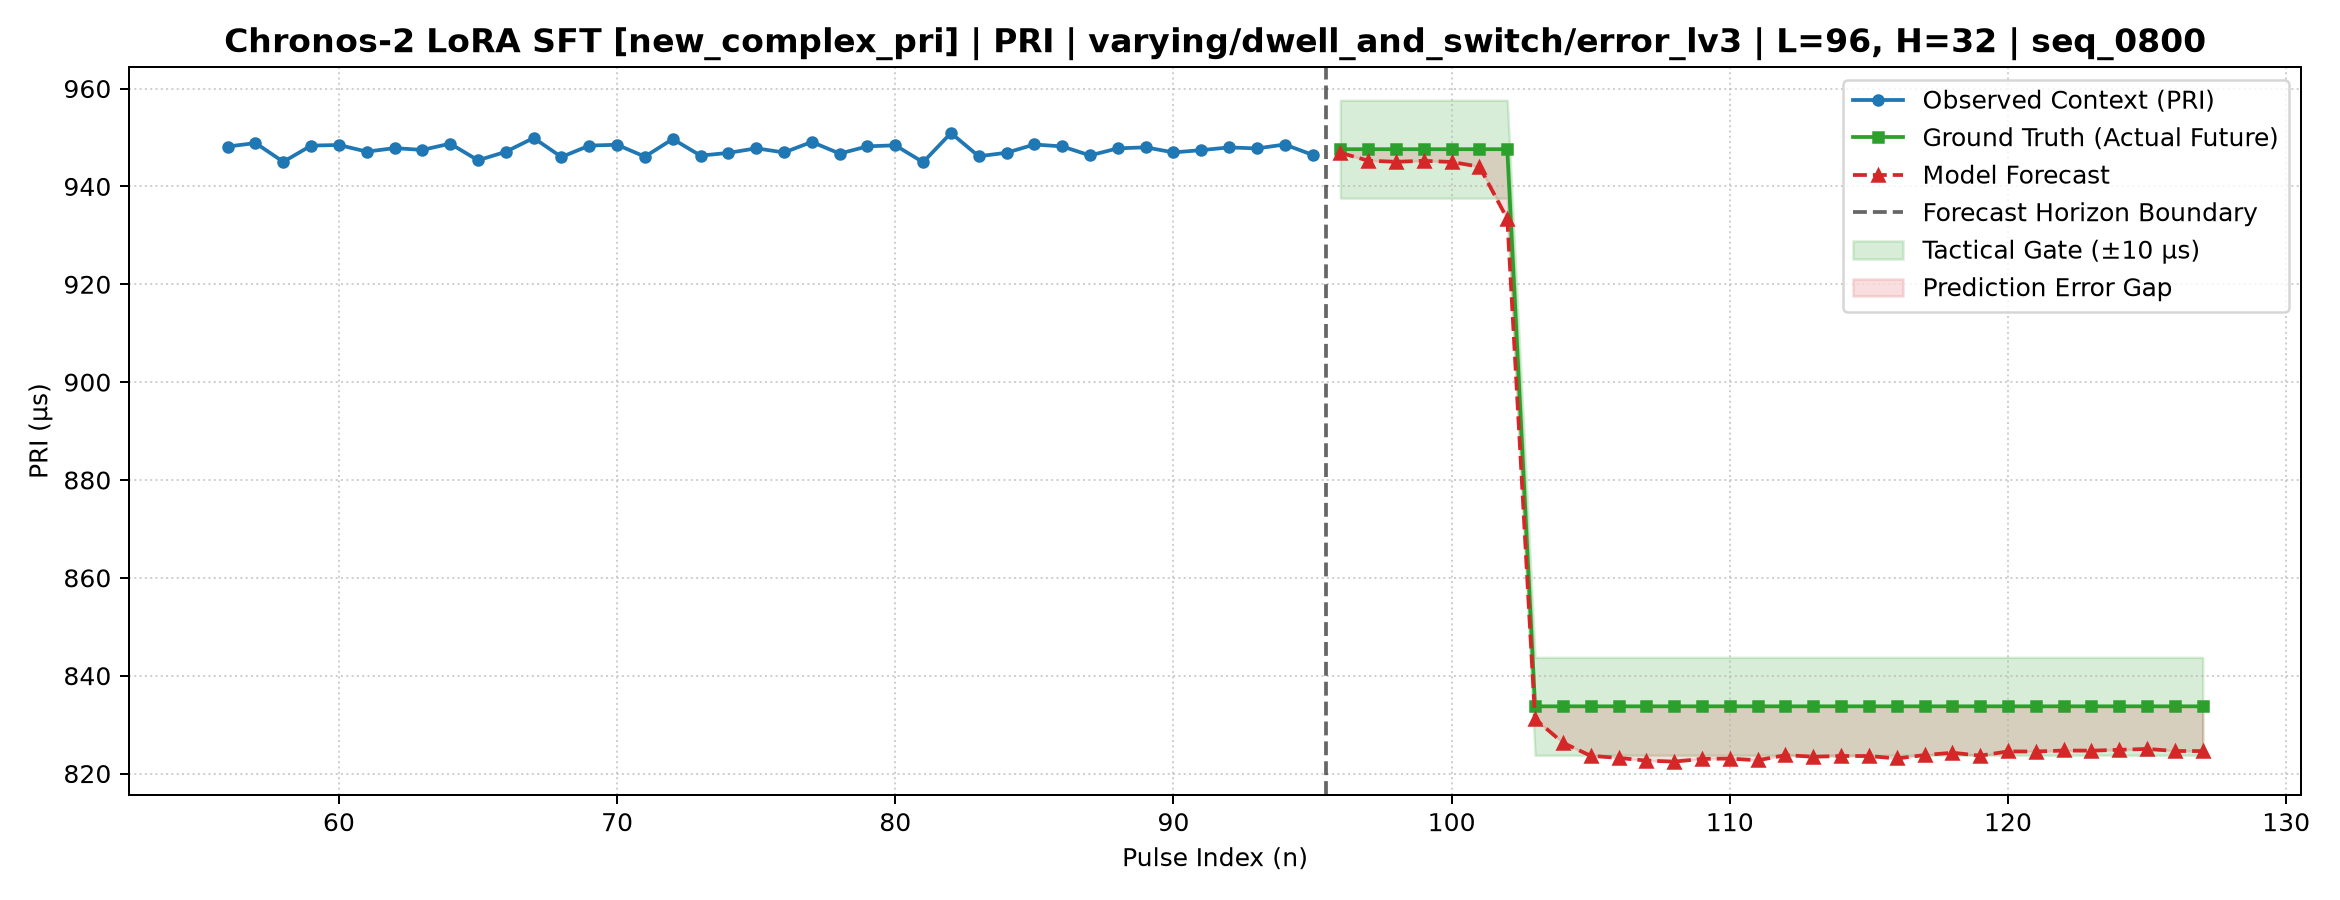 Chronos-2 LoRA SFT [new_complex_pri] | PRI | varying/dwell_and_switch/error_lv3 | L=96, H=32 | seq_0800
960
940
920
900
880
860
840
820
PRI (µs)
Observed Context (PRI)
Ground Truth (Actual Future)
Model Forecast
Forecast Horizon Boundary
Tactical Gate (±10 µs)
Prediction Error Gap
60 70 80 90 100 110 120 130
Pulse Index (n)